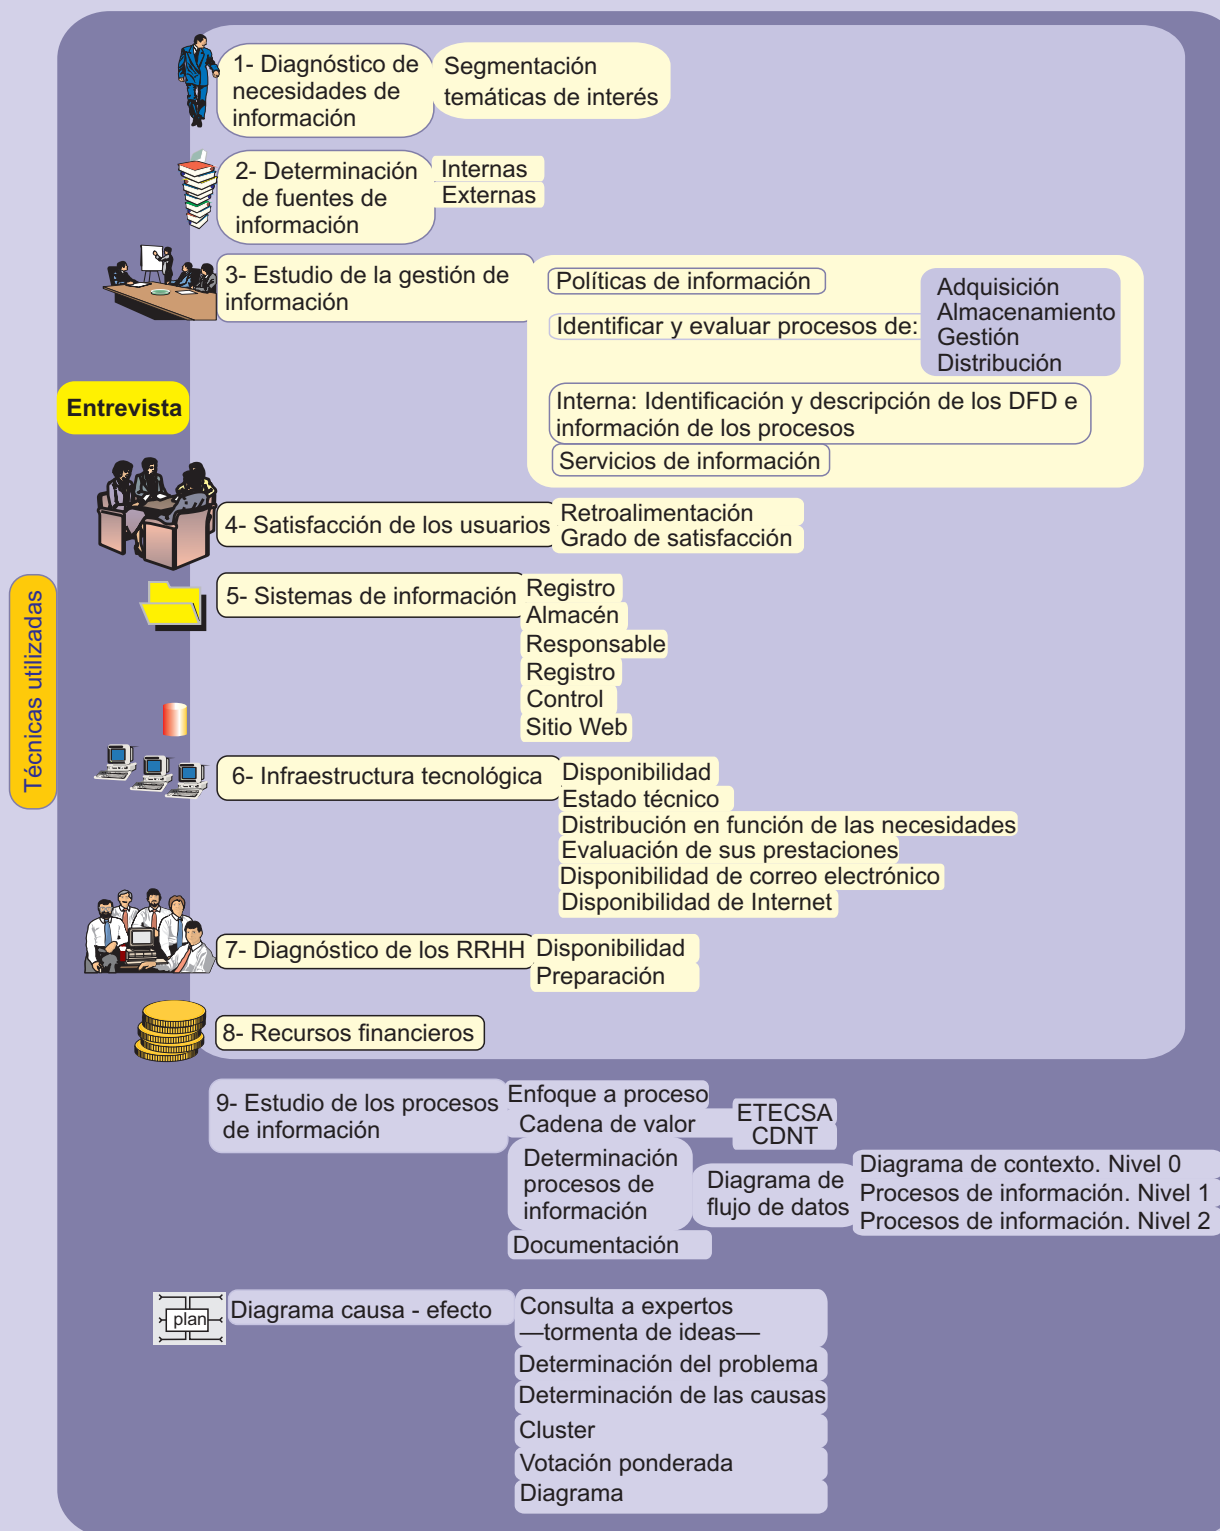 Técnicas utilizadas
Entrevista
1- Diagnóstico de
necesidades de
información
Segmentación
temáticas de interés
2- Determinación
de fuentes de
información
Internas
Externas
3- Estudio de la gestión de
información
Políticas de información
Identificar y evaluar procesos de:
Adquisición
Almacenamiento
Gestión
Distribución
Interna: Identificación y descripción de los DFD e
información de los procesos
Servicios de información
4- Satisfacción de los usuarios
Retroalimentación
Grado de satisfacción
5- Sistemas de información
Registro
Almacén
Responsable
Registro
Control
Sitio Web
6- Infraestructura tecnológica
Disponibilidad
Estado técnico
Distribución en función de las necesidades
Evaluación de sus prestaciones
Disponibilidad de correo electrónico
Disponibilidad de Internet
7- Diagnóstico de los RRHH
Disponibilidad
Preparación
8- Recursos financieros
9- Estudio de los procesos
de información
Enfoque a proceso
Cadena de valor
ETECSA
CDNT
Determinación
procesos de
información
Diagrama de
flujo de datos
Diagrama de contexto. Nivel 0
Procesos de información. Nivel 1
Procesos de información. Nivel 2
Documentación
plan
Diagrama causa - efecto
Consulta a expertos
—tormenta de ideas—
Determinación del problema
Determinación de las causas
Cluster
Votación ponderada
Diagrama